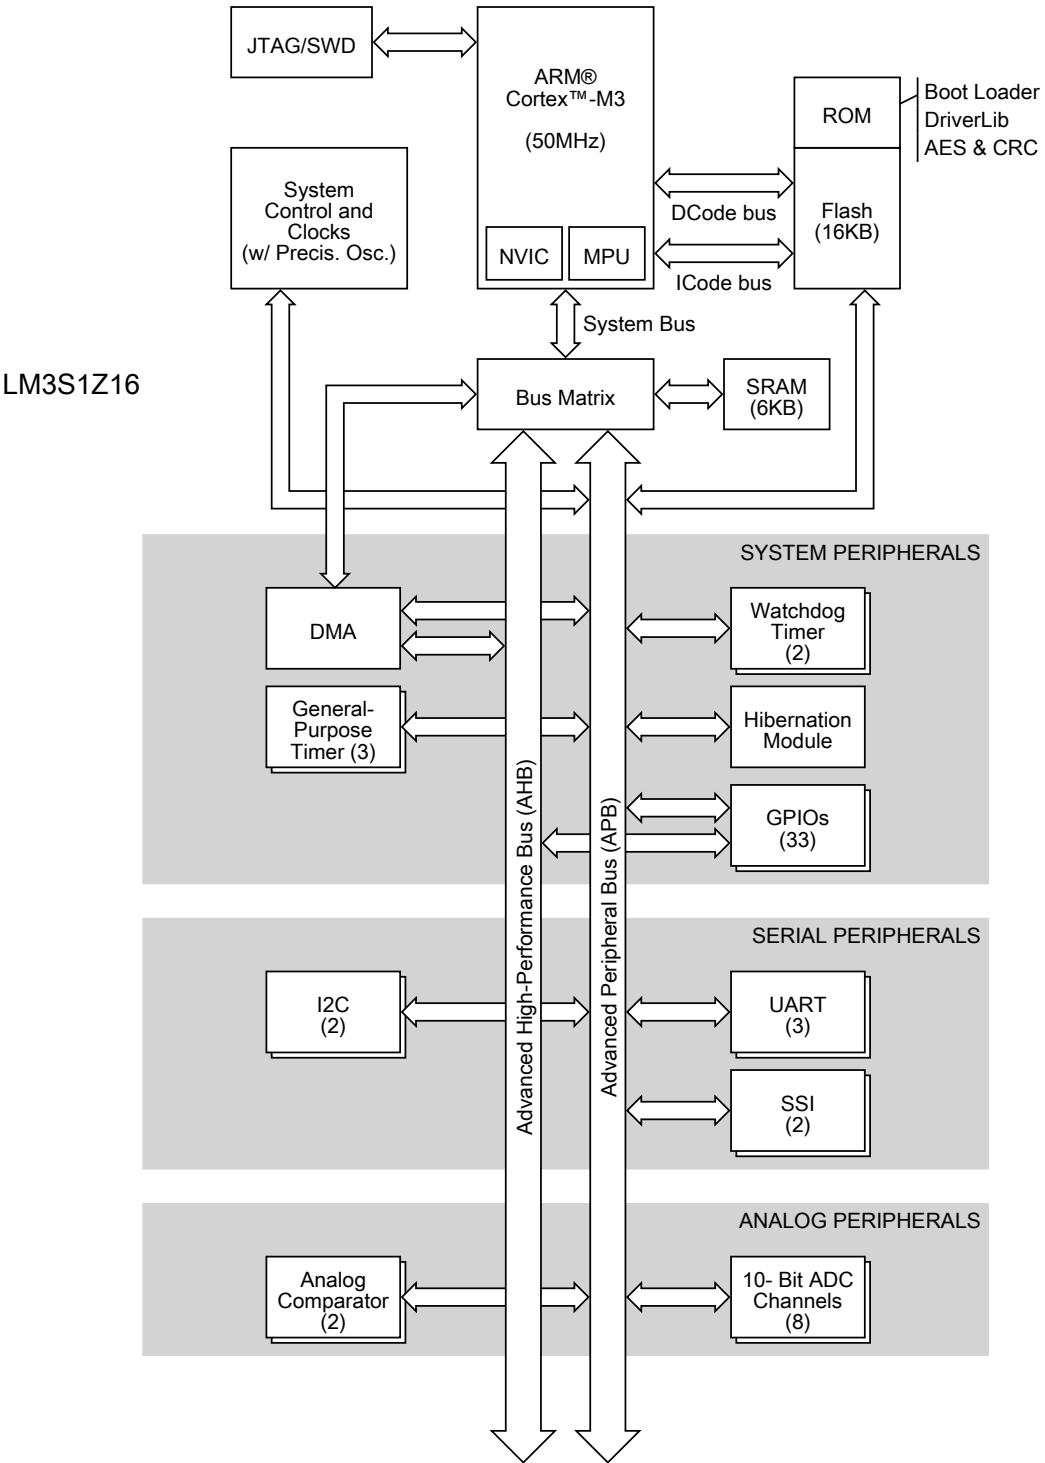 JTAG/SWD
ARM®
Cortex™-M3
(50MHz)
NVIC
MPU
ROM
Boot Loader
DriverLib
AES & CRC
Flash
(16KB)
DCode bus
ICode bus
System
Control and
Clocks
(w/ Precis. Osc.)
System Bus
LM3S1Z16
Bus Matrix
SRAM
(6KB)
SYSTEM PERIPHERALS
DMA
Watchdog
Timer
(2)
General-
Purpose
Timer (3)
Hibernation
Module
GPIOs
(33)
Advanced High-Performance Bus (AHB)
Advanced Peripheral Bus (APB)
SERIAL PERIPHERALS
I2C
(2)
UART
(3)
SSI
(2)
ANALOG PERIPHERALS
Analog
Comparator
(2)
10- Bit ADC
Channels
(8)